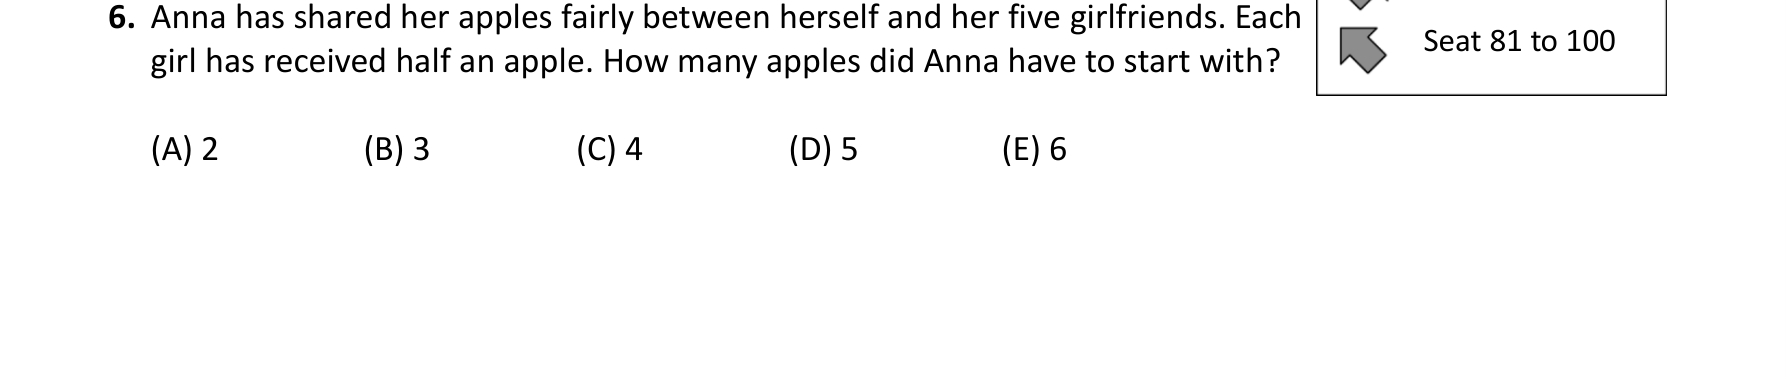 6. Anna has shared her apples fairly between herself and her five girlfriends. Each
girl has received half an apple. How many apples did Anna have to start with?
Seat 81 to 100
(A) 2 (B) 3 (C) 4 (D) 5 (E) 6